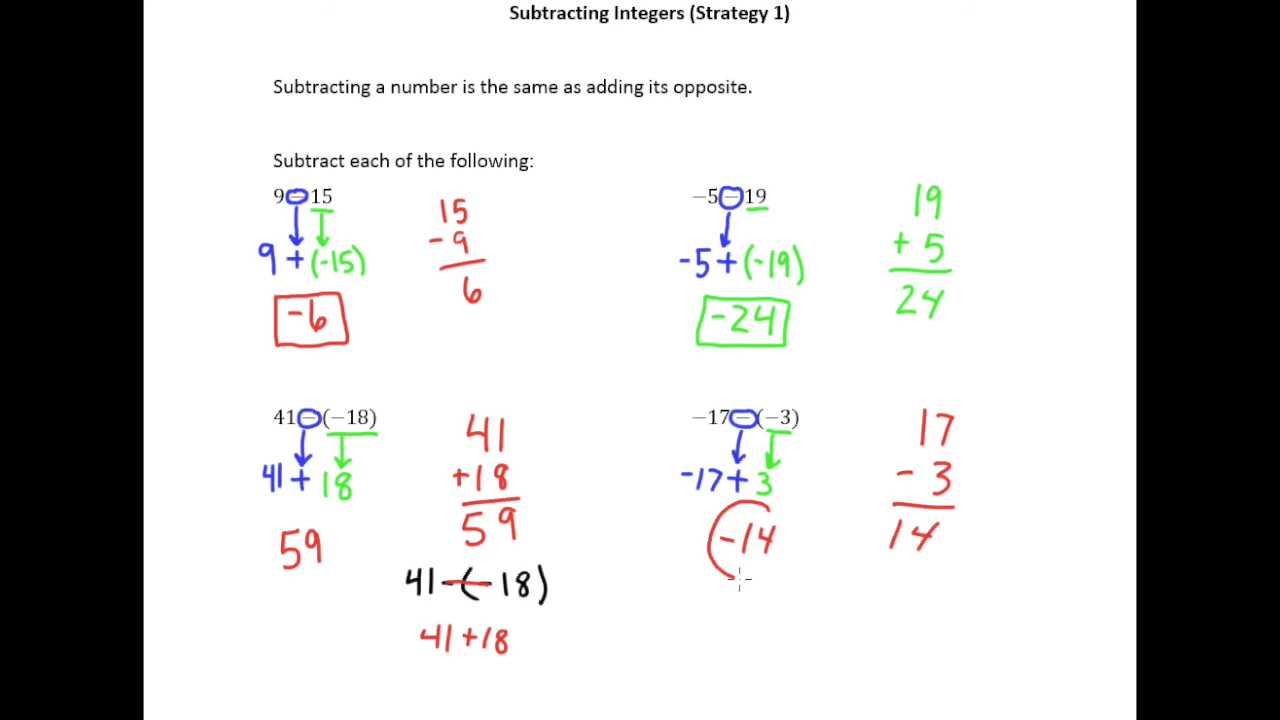 Subtracting Integers (Strategy 1)
Subtracting a number is the same as adding its opposite.
Subtract each of the following:
9 − 15
9 + (-15)
-6
15
- 9
6
−5 − 19
-5 + (-19)
-24
19
+ 5
24
41 − (−18)
41 + 18
59
41
+18
59
41 -(-18)
41 +18
−17 − (−3)
-17 + 3
-14
17
- 3
14